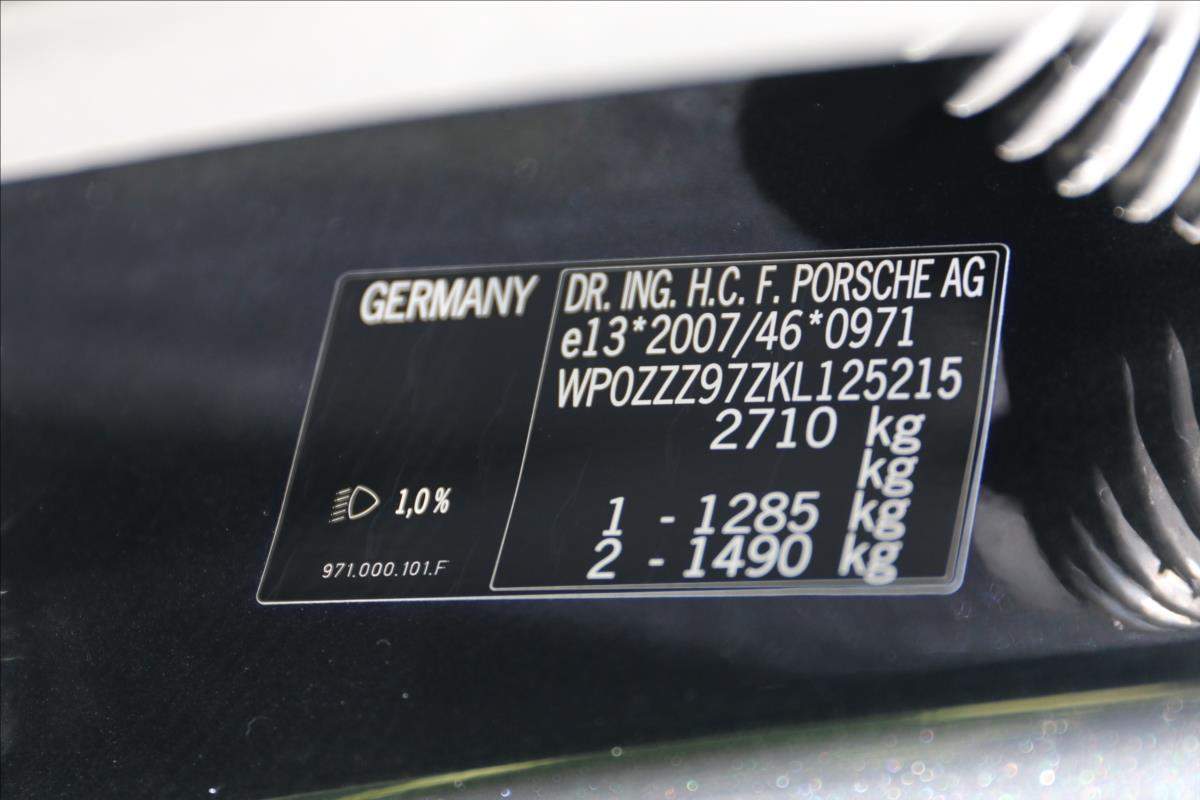 GERMANY
1,0%
971.000.101.F
DR. ING. H.C. F. PORSCHE AG
e13*2007/46*0971
WP0ZZZ97ZKL125215
2710 kg
kg
1 - 1285 kg
2 - 1490 kg